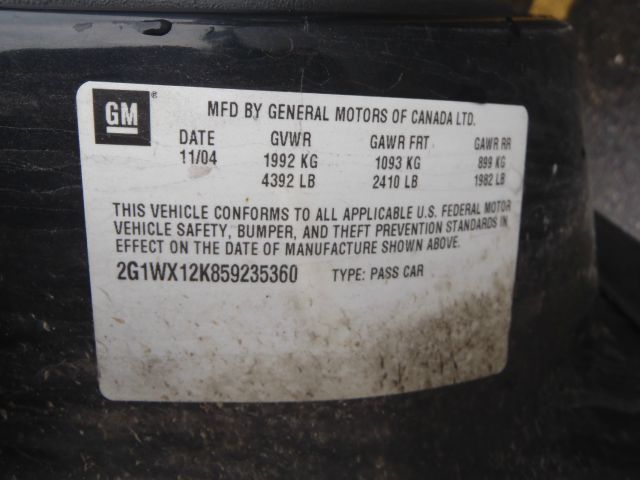 GM ® MFD BY GENERAL MOTORS OF CANADA LTD.
DATE GVWR GAWR FRT GAWR RR
11/04 1992 KG 1093 KG 899 KG
4392 LB 2410 LB 1982 LB
THIS VEHICLE CONFORMS TO ALL APPLICABLE U.S. FEDERAL MOTOR
VEHICLE SAFETY, BUMPER, AND THEFT PREVENTION STANDARDS IN
EFFECT ON THE DATE OF MANUFACTURE SHOWN ABOVE.
2G1WX12K859235360 TYPE: PASS CAR